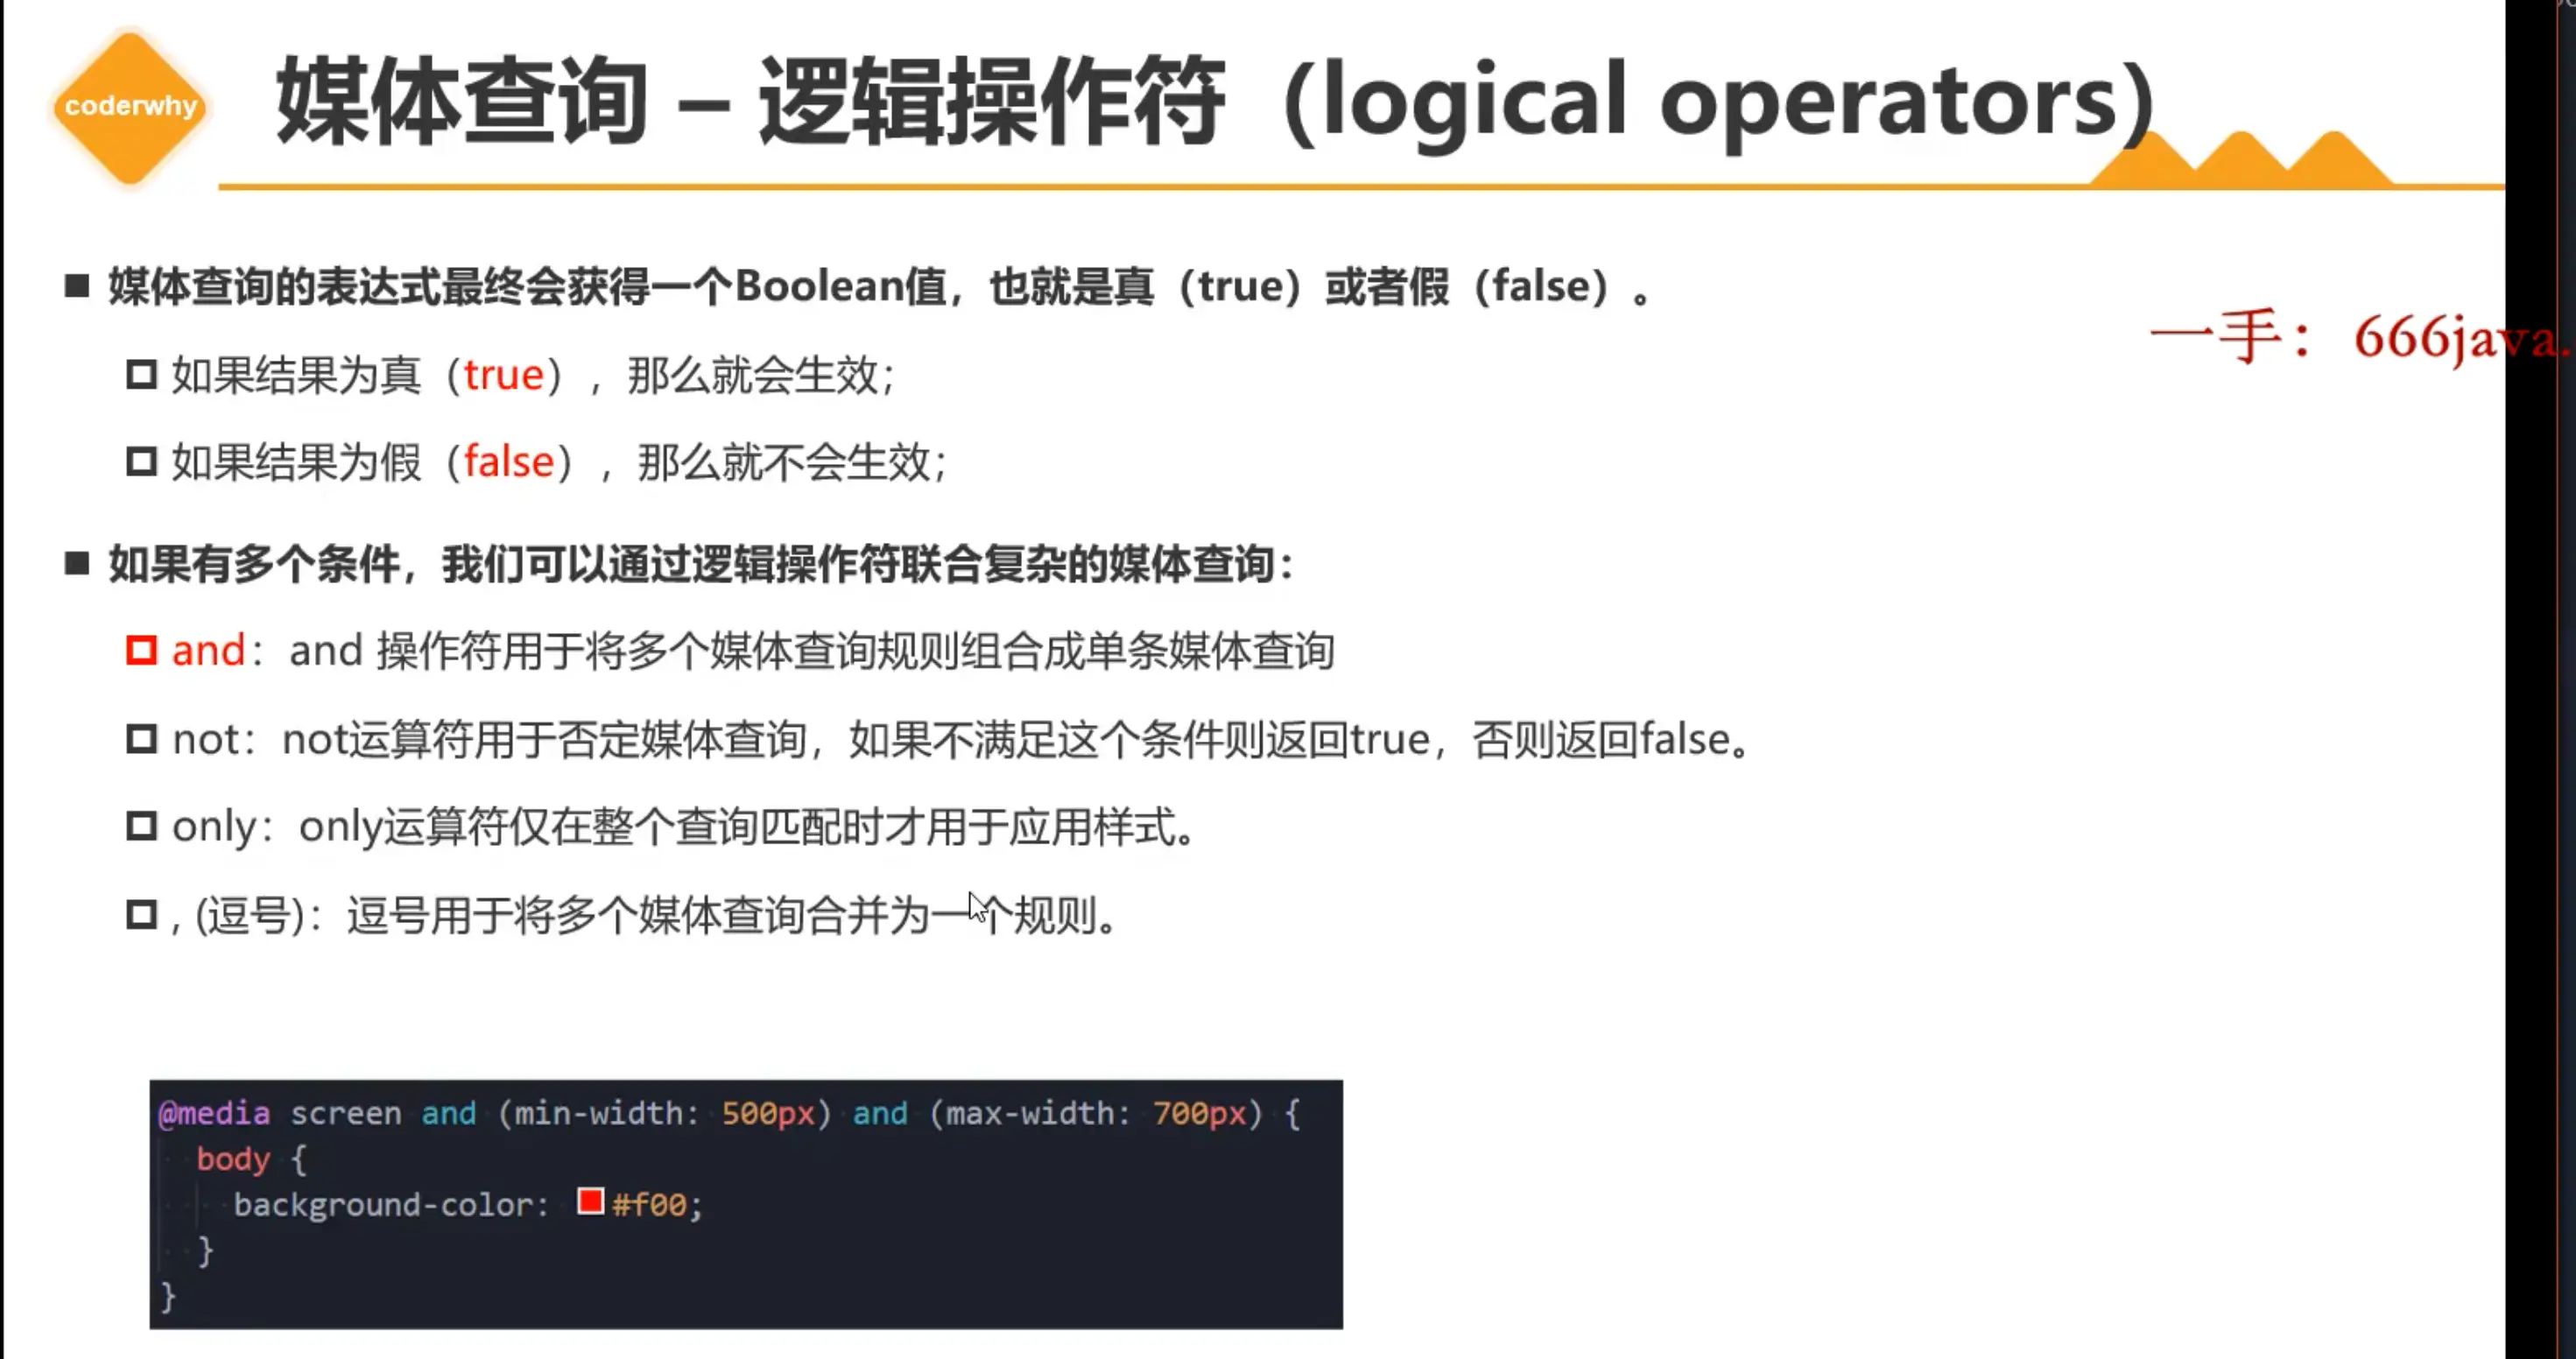 coderwhy
媒体查询 – 逻辑操作符（logical operators）
媒体查询的表达式最终会获得一个Boolean值，也就是真（true）或者假（false）。
一手：666java.
如果结果为真（true），那么就会生效；
如果结果为假（false），那么就不会生效；
如果有多个条件，我们可以通过逻辑操作符联合复杂的媒体查询：
and：and 操作符用于将多个媒体查询规则组合成单条媒体查询
not：not运算符用于否定媒体查询，如果不满足这个条件则返回true，否则返回false。
only：only运算符仅在整个查询匹配时才用于应用样式。
, (逗号)：逗号用于将多个媒体查询合并为一个规则。
@media screen and (min-width: 500px) and (max-width: 700px) {
body {
background-color: #f00;
}
}